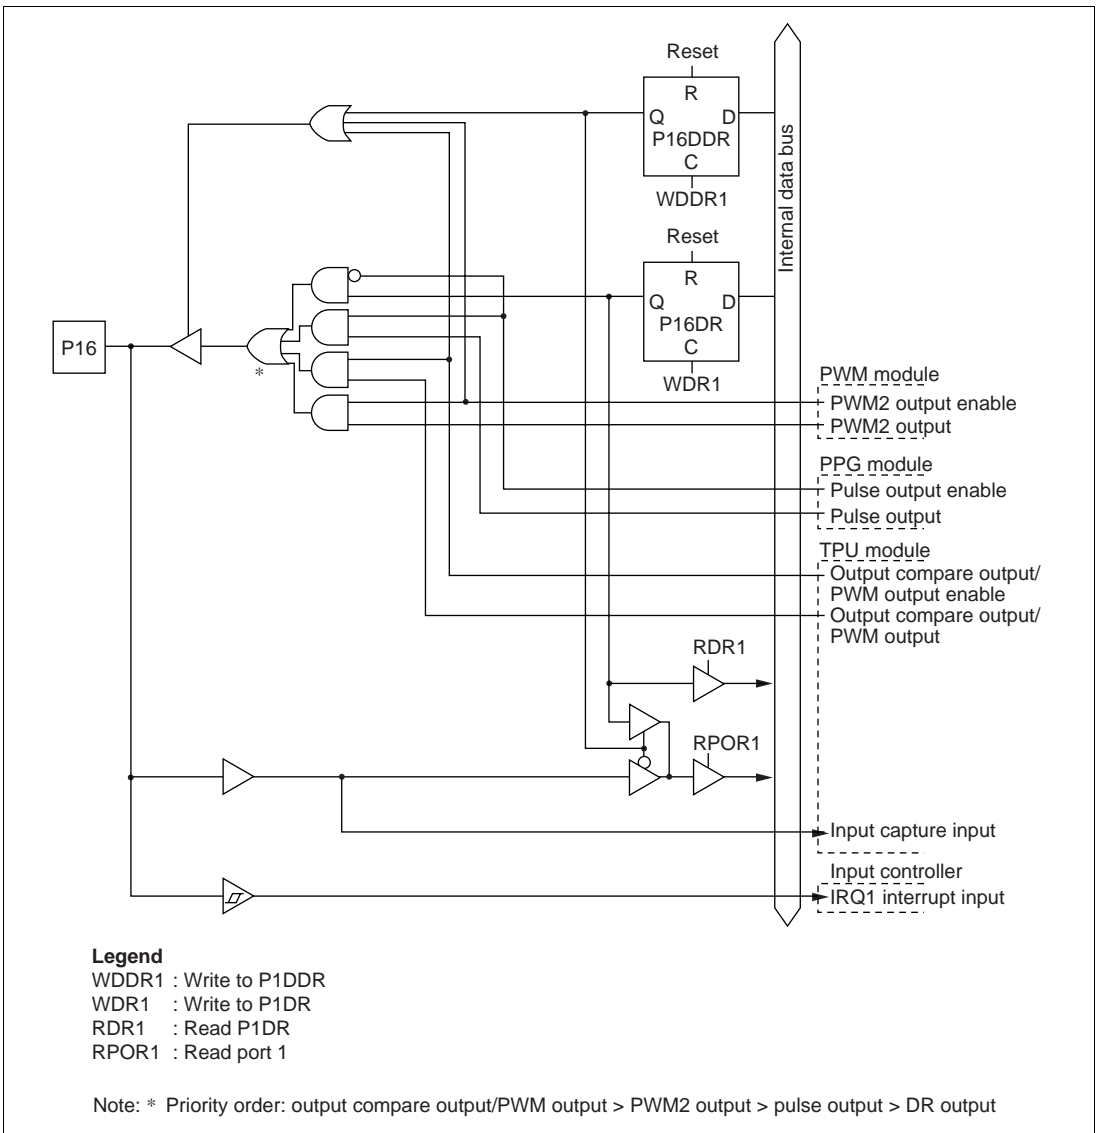 Reset
R
Q D
P16DDR
C
WDDR1
Internal data bus
Reset
R
Q D
P16DR
C
WDR1
P16
*
PWM module
PWM2 output enable
PWM2 output
PPG module
Pulse output enable
Pulse output
TPU module
Output compare output/
PWM output enable
Output compare output/
PWM output
RDR1
RPOR1
Input capture input
Input controller
IRQ1 interrupt input
Legend
WDDR1 : Write to P1DDR
WDR1 : Write to P1DR
RDR1 : Read P1DR
RPOR1 : Read port 1
Note: * Priority order: output compare output/PWM output > PWM2 output > pulse output > DR output